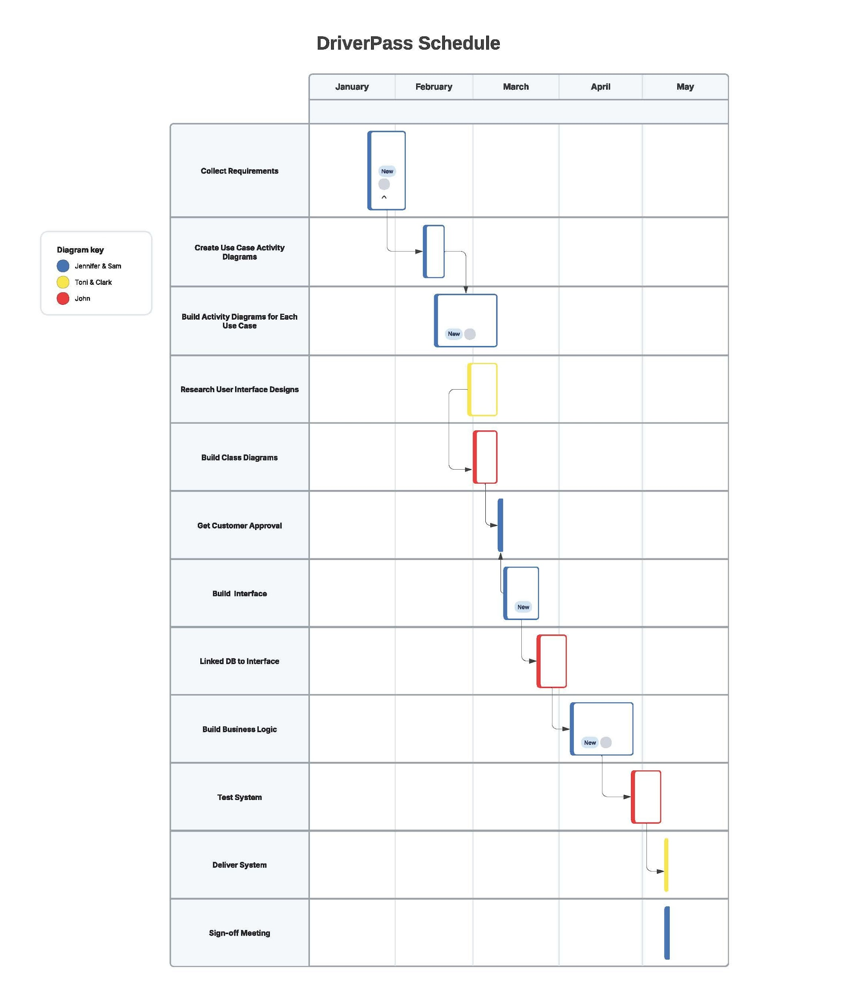 DriverPass Schedule
January February March April May
Collect Requirements
New
^
Create Use Case Activity
Diagrams
Diagram key
Jennifer & Sam
Toni & Clark
John
Build Activity Diagrams for Each
Use Case
New
Research User Interface Designs
Build Class Diagrams
Get Customer Approval
Build  Interface
New
Linked DB to Interface
Build Business Logic
New
Test System
Deliver System
Sign-off Meeting